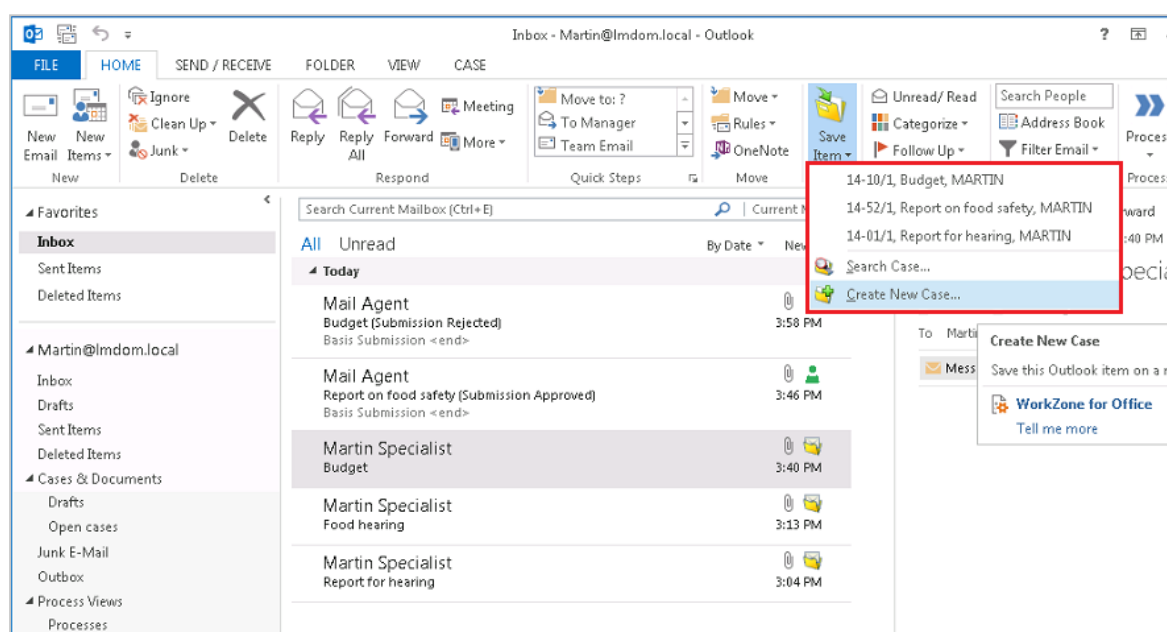 Inbox - Martin@lmdom.local - Outlook
?
FILE HOME SEND / RECEIVE FOLDER VIEW CASE
New Email
New Items
New
Ignore
Clean Up
Junk
Delete
Delete
Reply
Reply All
Forward
Meeting
More
Respond
Move to: ?
To Manager
Team Email
Quick Steps
Move
Rules
OneNote
Move
Save Item
Unread/ Read
Categorize
Follow Up
Search People
Address Book
Filter Email
14-10/1, Budget, MARTIN
14-52/1, Report on food safety, MARTIN
14-01/1, Report for hearing, MARTIN
Search Case...
Create New Case...
Create New Case
Save this Outlook item on a
WorkZone for Office
Tell me more
Favorites
Inbox
Sent Items
Deleted Items
Martin@lmdom.local
Inbox
Drafts
Sent Items
Deleted Items
Cases & Documents
Drafts
Open cases
Junk E-Mail
Outbox
Process Views
Processes
Search Current Mailbox (Ctrl+E)
Current
All Unread
By Date
Today
Mail Agent
Budget (Submission Rejected)
3:58 PM
Basis Submission <end>
Mail Agent
Report on food safety (Submission Approved)
3:46 PM
Basis Submission <end>
Martin Specialist
Budget
3:40 PM
Martin Specialist
Food hearing
3:13 PM
Martin Specialist
Report for hearing
3:04 PM
:40 PM
To